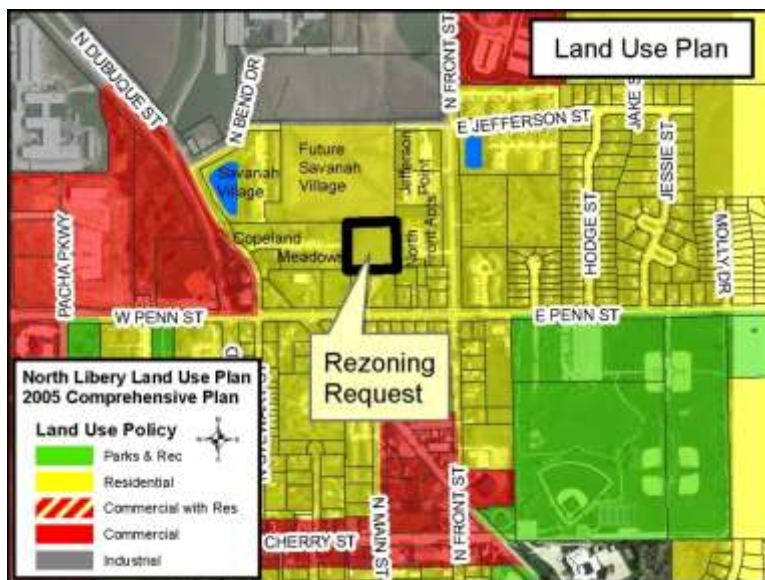 Land Use Plan
N DUBUQUE ST
N BEND DR
N FRONT ST
E JEFFERSON ST
JAKE S
JESSIE ST
HODGE ST
MOLLY DR
Savanah
Village
Future
Savanah
Village
Jefferson
Point
North
Front Apts
Copeland
Meadow
PACHA PKWY
W PENN ST
E PENN ST
Rezoning
Request
North Libery Land Use Plan
2005 Comprehensive Plan
Land Use Policy
Parks & Rec
Residential
Commercial with Res
Commercial
Industrial
CHERRY ST
N MAIN ST
N FRONT ST